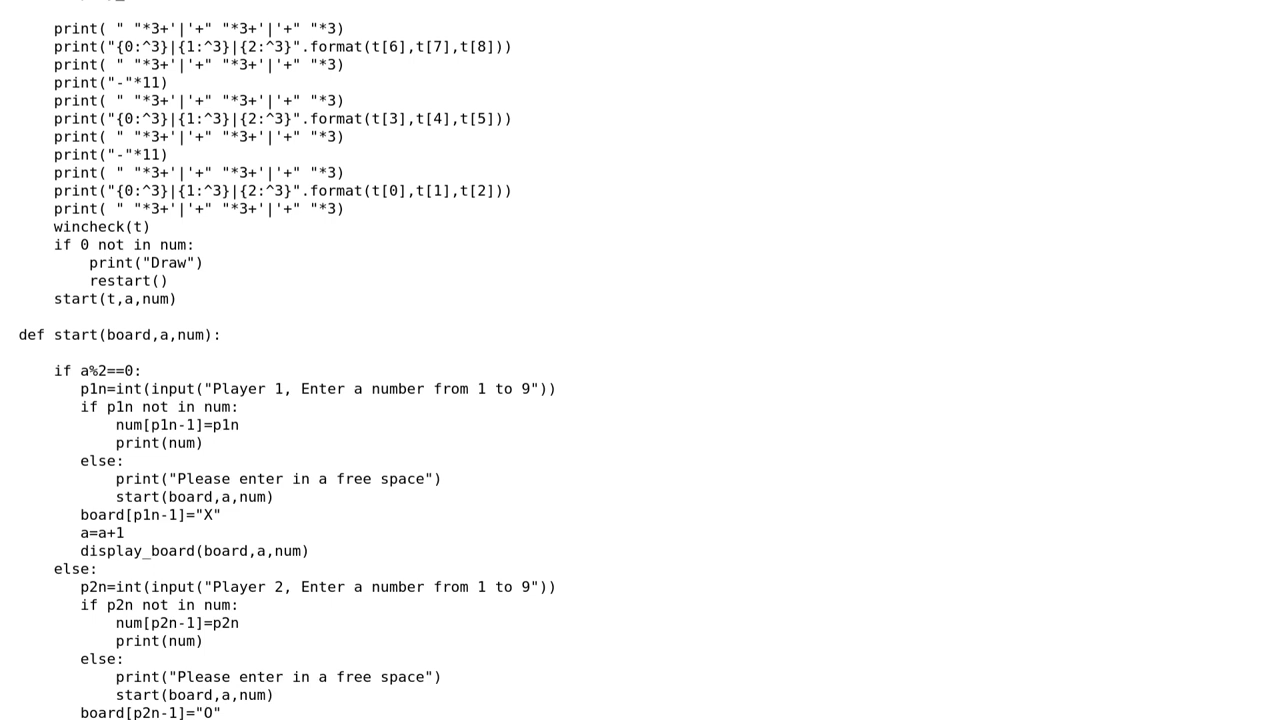 print( " "*3+'|'+" "*3+'|'+" "*3)
    print("{0:^3}|{1:^3}|{2:^3}".format(t[6],t[7],t[8]))
    print( " "*3+'|'+" "*3+'|'+" "*3)
    print("-"*11)
    print( " "*3+'|'+" "*3+'|'+" "*3)
    print("{0:^3}|{1:^3}|{2:^3}".format(t[3],t[4],t[5]))
    print( " "*3+'|'+" "*3+'|'+" "*3)
    print("-"*11)
    print( " "*3+'|'+" "*3+'|'+" "*3)
    print("{0:^3}|{1:^3}|{2:^3}".format(t[0],t[1],t[2]))
    print( " "*3+'|'+" "*3+'|'+" "*3)
    wincheck(t)
    if 0 not in num:
        print("Draw")
        restart()
    start(t,a,num)

def start(board,a,num):

    if a%2==0:
       p1n=int(input("Player 1, Enter a number from 1 to 9"))
       if p1n not in num:
           num[p1n-1]=p1n
           print(num)
       else:
           print("Please enter in a free space")
           start(board,a,num)
       board[p1n-1]="X"
       a=a+1
       display_board(board,a,num)
    else:
       p2n=int(input("Player 2, Enter a number from 1 to 9"))
       if p2n not in num:
           num[p2n-1]=p2n
           print(num)
       else:
           print("Please enter in a free space")
           start(board,a,num)
       board[p2n-1]="O"